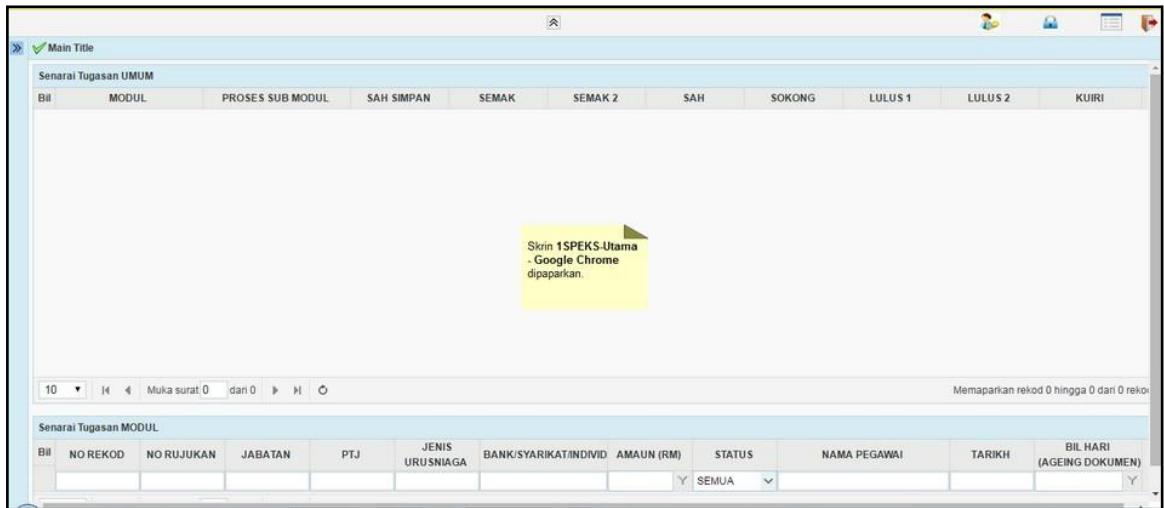 Main Title
Senarai Tugasan UMUM
Bil MODUL PROSES SUB MODUL SAH SIMPAN SEMAK SEMAK 2 SAH SOKONG LULUS 1 LULUS 2 KUIRI
Skrin 1SPEKS-Utama
- Google Chrome
dipaparkan.
10 Muka surat 0 dari 0 Memaparkan rekod 0 hingga 0 dari 0 reko
Senarai Tugasan MODUL
Bil NO REKOD NO RUJUKAN JABATAN PTJ JENIS URUSNIAGA BANK/SYARIKAT/INDIVID AMAUN (RM) STATUS NAMA PEGAWAI TARIKH BIL HARI (AGEING DOKUMEN)
SEMUA